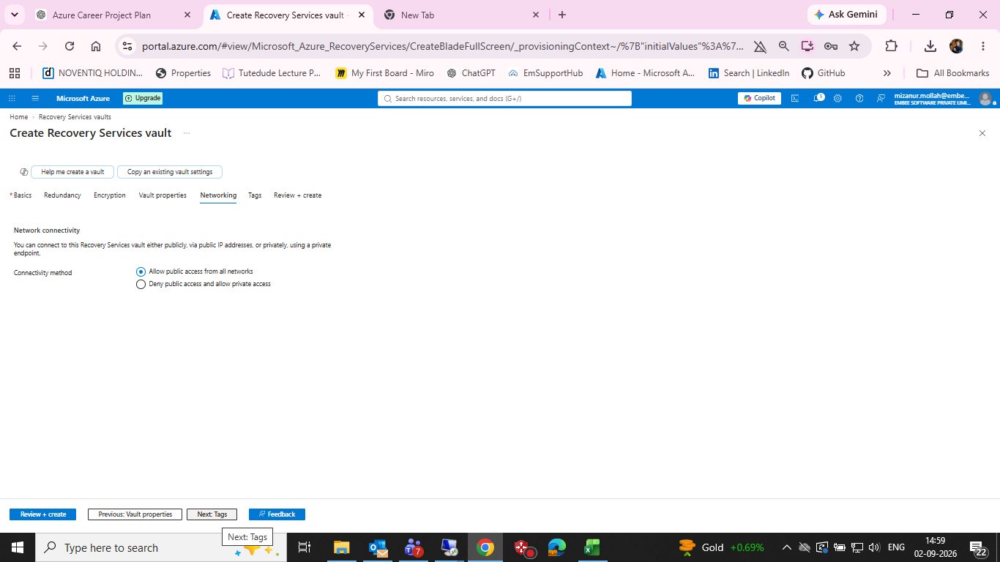 Azure Career Project Plan
Create Recovery Services vault -
New Tab
Ask Gemini
portal.azure.com/#view/Microsoft_Azure_RecoveryServices/CreateBladeFullScreen/_provisioningContext~/%7B"initialValues"%3A%7...
NOVENTIQ HOLDIN...
Properties
Tutedude Lecture P...
My First Board - Miro
ChatGPT
EmSupportHub
Home - Microsoft A...
Search | LinkedIn
GitHub
All Bookmarks
Microsoft Azure
Upgrade
Search resources, services, and docs (G+/)
Copilot
5
mizanur.mollah@embe...
EMBEE SOFTWARE PRIVATE LIMI...
Home › Recovery Services vaults
Create Recovery Services vault ...
Help me create a vault
Copy an existing vault settings
* Basics
Redundancy
Encryption
Vault properties
Networking
Tags
Review + create
Network connectivity
You can connect to this Recovery Services vault either publicly, via public IP addresses, or privately, using a private
endpoint.
Connectivity method
Allow public access from all networks
Deny public access and allow private access
Review + create
Previous: Vault properties
Next: Tags
Feedback
Next: Tags
Type here to search
7
Gold +0.69%
ENG
14:59
02-09-2026
22